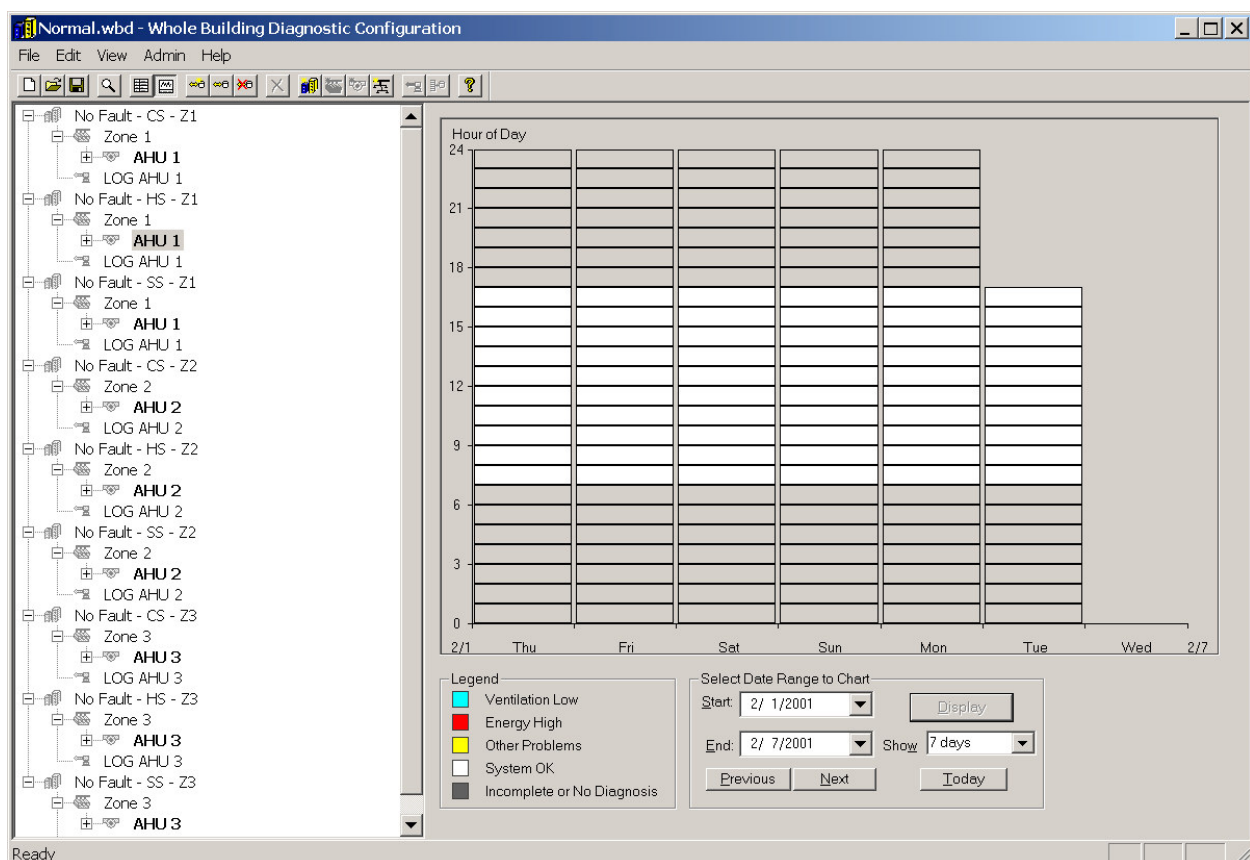 Normal.wbd - Whole Building Diagnostic Configuration
File Edit View Admin Help
No Fault - CS - Z1
Zone 1
AHU 1
LOG AHU 1
No Fault - HS - Z1
Zone 1
AHU 1
LOG AHU 1
No Fault - SS - Z1
Zone 1
AHU 1
LOG AHU 1
No Fault - CS - Z2
Zone 2
AHU 2
LOG AHU 2
No Fault - HS - Z2
Zone 2
AHU 2
LOG AHU 2
No Fault - SS - Z2
Zone 2
AHU 2
LOG AHU 2
No Fault - CS - Z3
Zone 3
AHU 3
LOG AHU 3
No Fault - HS - Z3
Zone 3
AHU 3
LOG AHU 3
No Fault - SS - Z3
Zone 3
AHU 3
Hour of Day
24
21
18
15
12
9
6
3
0
2/1 Thu Fri Sat Sun Mon Tue Wed 2/7
Legend
Ventilation Low
Energy High
Other Problems
System OK
Incomplete or No Diagnosis
Select Date Range to Chart
Start: 2/ 1/2001 Display
End: 2/ 7/2001 Show 7 days
Previous Next Today
Ready